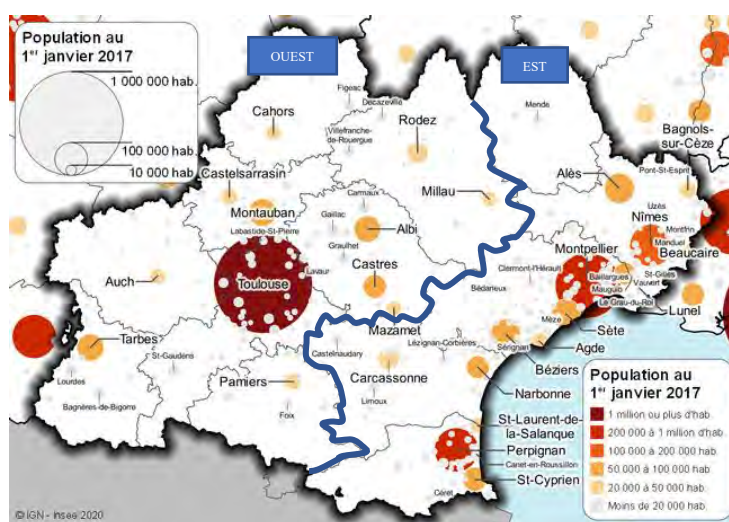 Population au
1er janvier 2017
1 000 000 hab.
100 000 hab.
10 000 hab.
OUEST
EST
Figeac
Decazeville
Mende
Cahors
Rodez
Villefranche-
de-Rouergue
Bagnols-
sur-Cèze
Castelsarrasin
Alès
Pont-St-Esprit
Carmaux
Millau
Montauban
Uzès
Labastide-St-Pierre
Gaillac
Albi
Nîmes
Montfrin
Graulhet
Montpellier
Manduel
Beaucaire
Auch
Toulouse
Lavaur
Castres
Clermont-l'Hérault
Baillargues
St-Gilles
Vauvert
Mauguio
Bédarieux
Le Grau-du-Roi
Mazamet
Mèze
Lunel
Tarbes
St-Gaudens
Castelnaudary
Lézignan-Corbières
Sérignan
Sète
Agde
Béziers
Lourdes
Pamiers
Carcassonne
Limoux
Narbonne
Bagnères-de-Bigorre
Foix
St-Laurent-de-
la-Salanque
Perpignan
Canet-en-Roussillon
St-Cyprien
Céret
Population au
1er janvier 2017
1 million ou plus d'hab
200 000 à 1 million d'hab
100 000 à 200 000 hab
50 000 à 100 000 hab
20 000 à 50 000 hab
Moins de 20 000 hab.
© IGN - Insee 2020